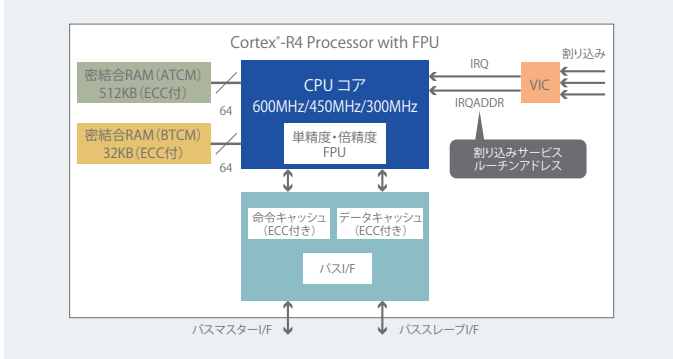 Cortex®-R4 Processor with FPU
密結合RAM（ATCM）
512KB（ECC付）
64
密結合RAM（BTCM）
32KB（ECC付）
64
CPU コア
600MHz/450MHz/300MHz
単精度・倍精度
FPU
IRQ
IRQADDR
VIC
割り込み
割り込みサービス
ルーチンアドレス
命令キャッシュ
（ECC付き）
データキャッシュ
（ECC付き）
バスI/F
バスマスターI/F
バススレーブI/F